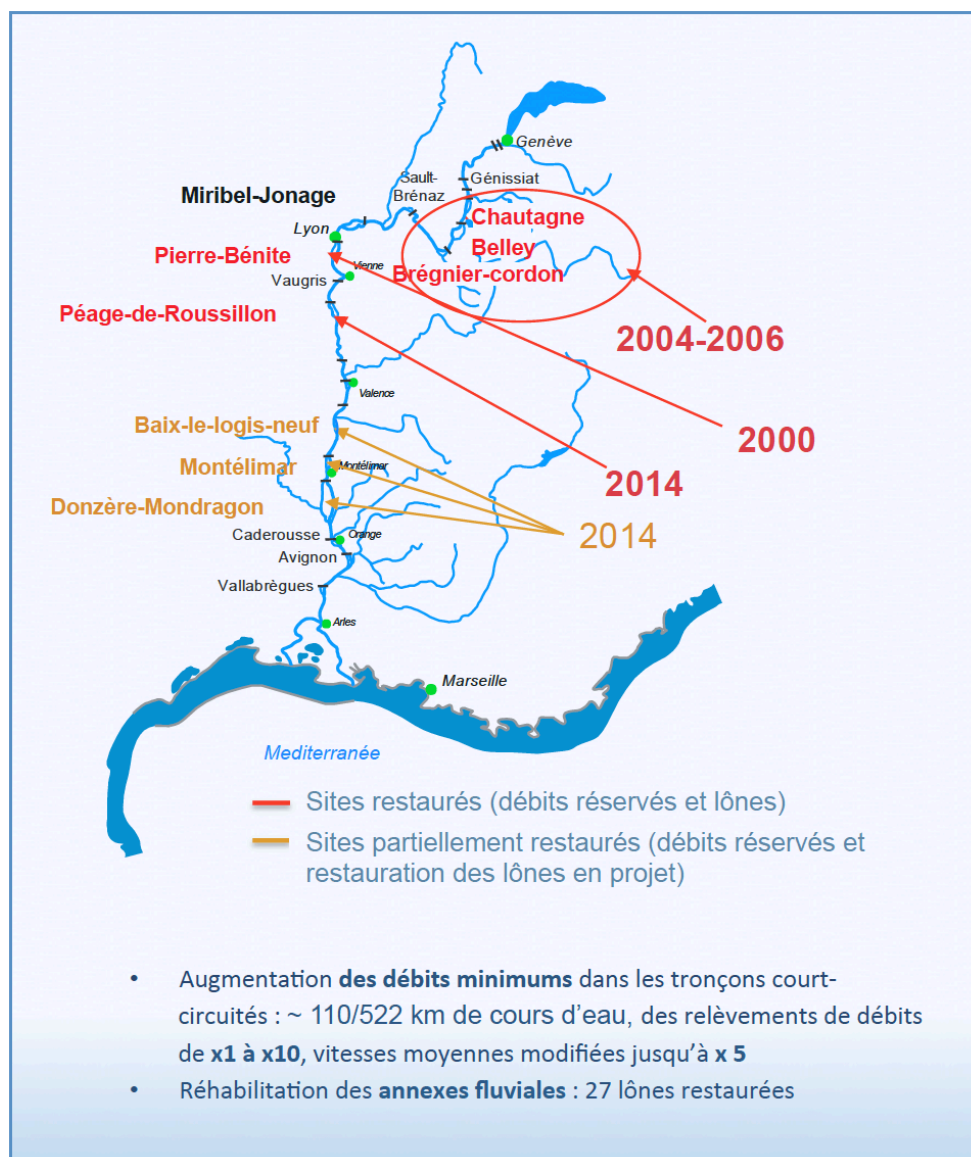 Genève
Sault-
Brénaz
Génissiat
Miribel-Jonage
Chautagne
Lyon
Belley
Pierre-Bénite
Vienne
Brégnier-cordon
Vaugris
Péage-de-Roussillon
2004-2006
Valence
Baix-le-logis-neuf
2000
Montélimar
Montélimar
2014
Donzère-Mondragon
Caderousse
Orange
2014
Avignon
Vallabrègues
Arles
Marseille
Mediterranée
Sites restaurés (débits réservés et lônes)
Sites partiellement restaurés (débits réservés et
restauration des lônes en projet)
• Augmentation des débits minimums dans les tronçons court-
circuités : ~ 110/522 km de cours d’eau, des relèvements de débits
de x1 à x10, vitesses moyennes modifiées jusqu’à x 5
• Réhabilitation des annexes fluviales : 27 lônes restaurées